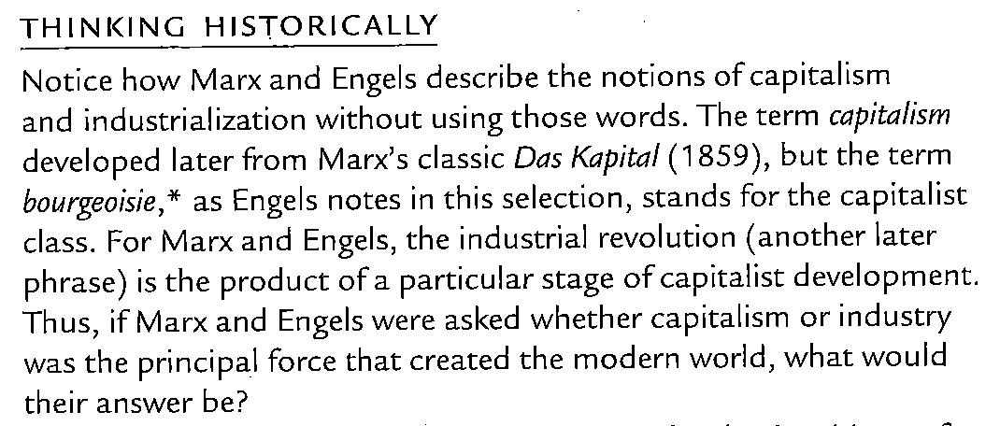 THINKING HISTORICALLY
Notice how Marx and Engels describe the notions of capitalism
and industrialization without using those words. The term capitalism
developed later from Marx's classic Das Kapital (1859), but the term
bourgeoisie,* as Engels notes in this selection, stands for the capitalist
class. For Marx and Engels, the industrial revolution (another later
phrase) is the product of a particular stage of capitalist development.
Thus, if Marx and Engels were asked whether capitalism or industry
was the principal force that created the modern world, what would
their answer be?